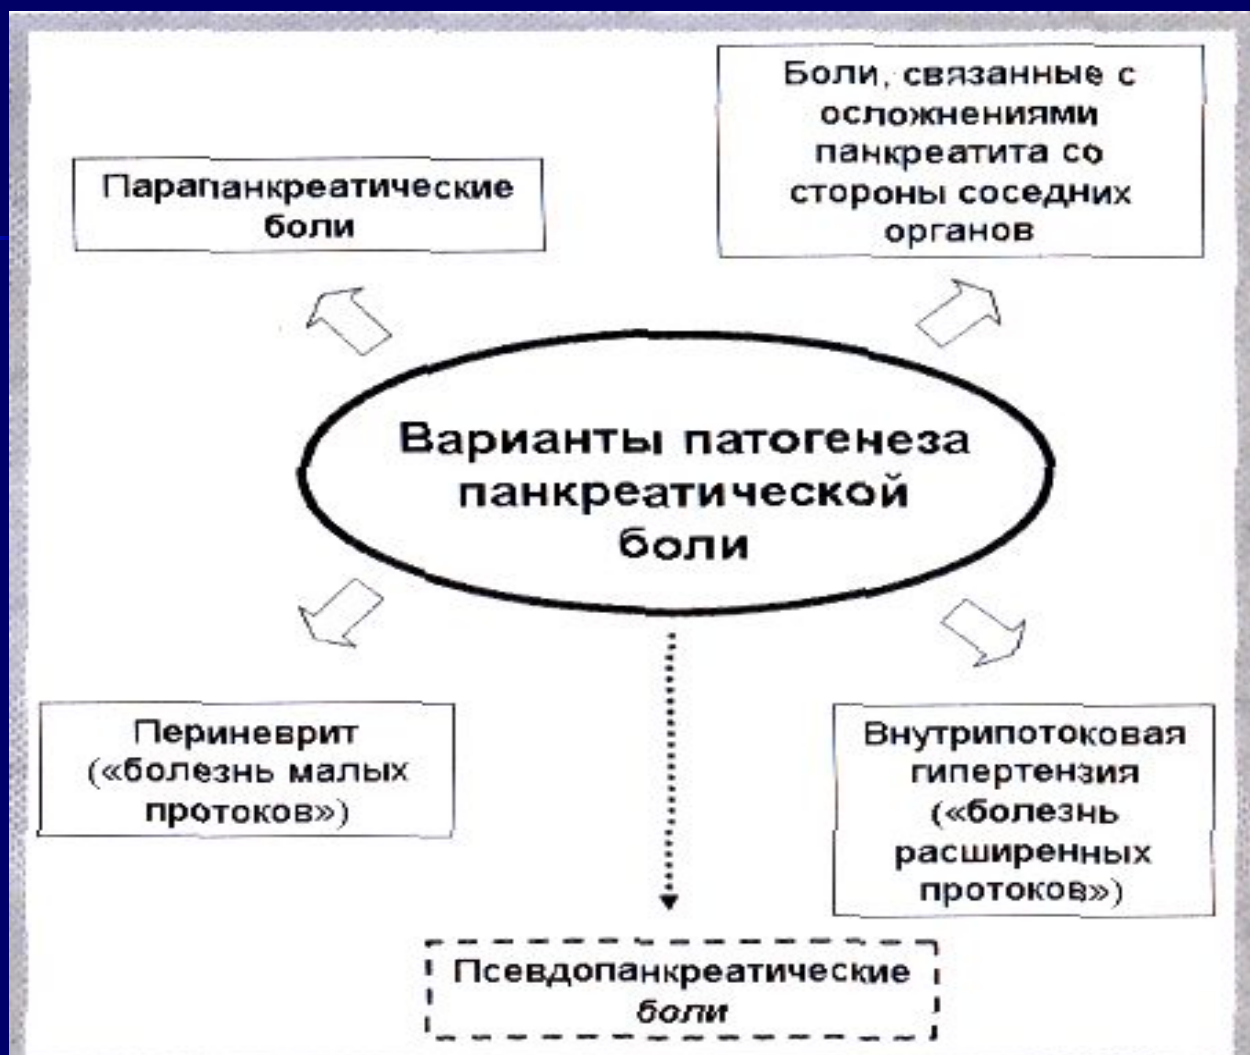 Боли, связанные с
осложнениями
панкреатита со
стороны соседних
органов
Парапанкреатические
боли
Варианты патогенеза
панкреатической
боли
Периневрит
(«болезнь малых
протоков»)
Внутрипотоковая
гипертензия
(«болезнь
расширенных
протоков»)
Псевдопанкреатические
боли